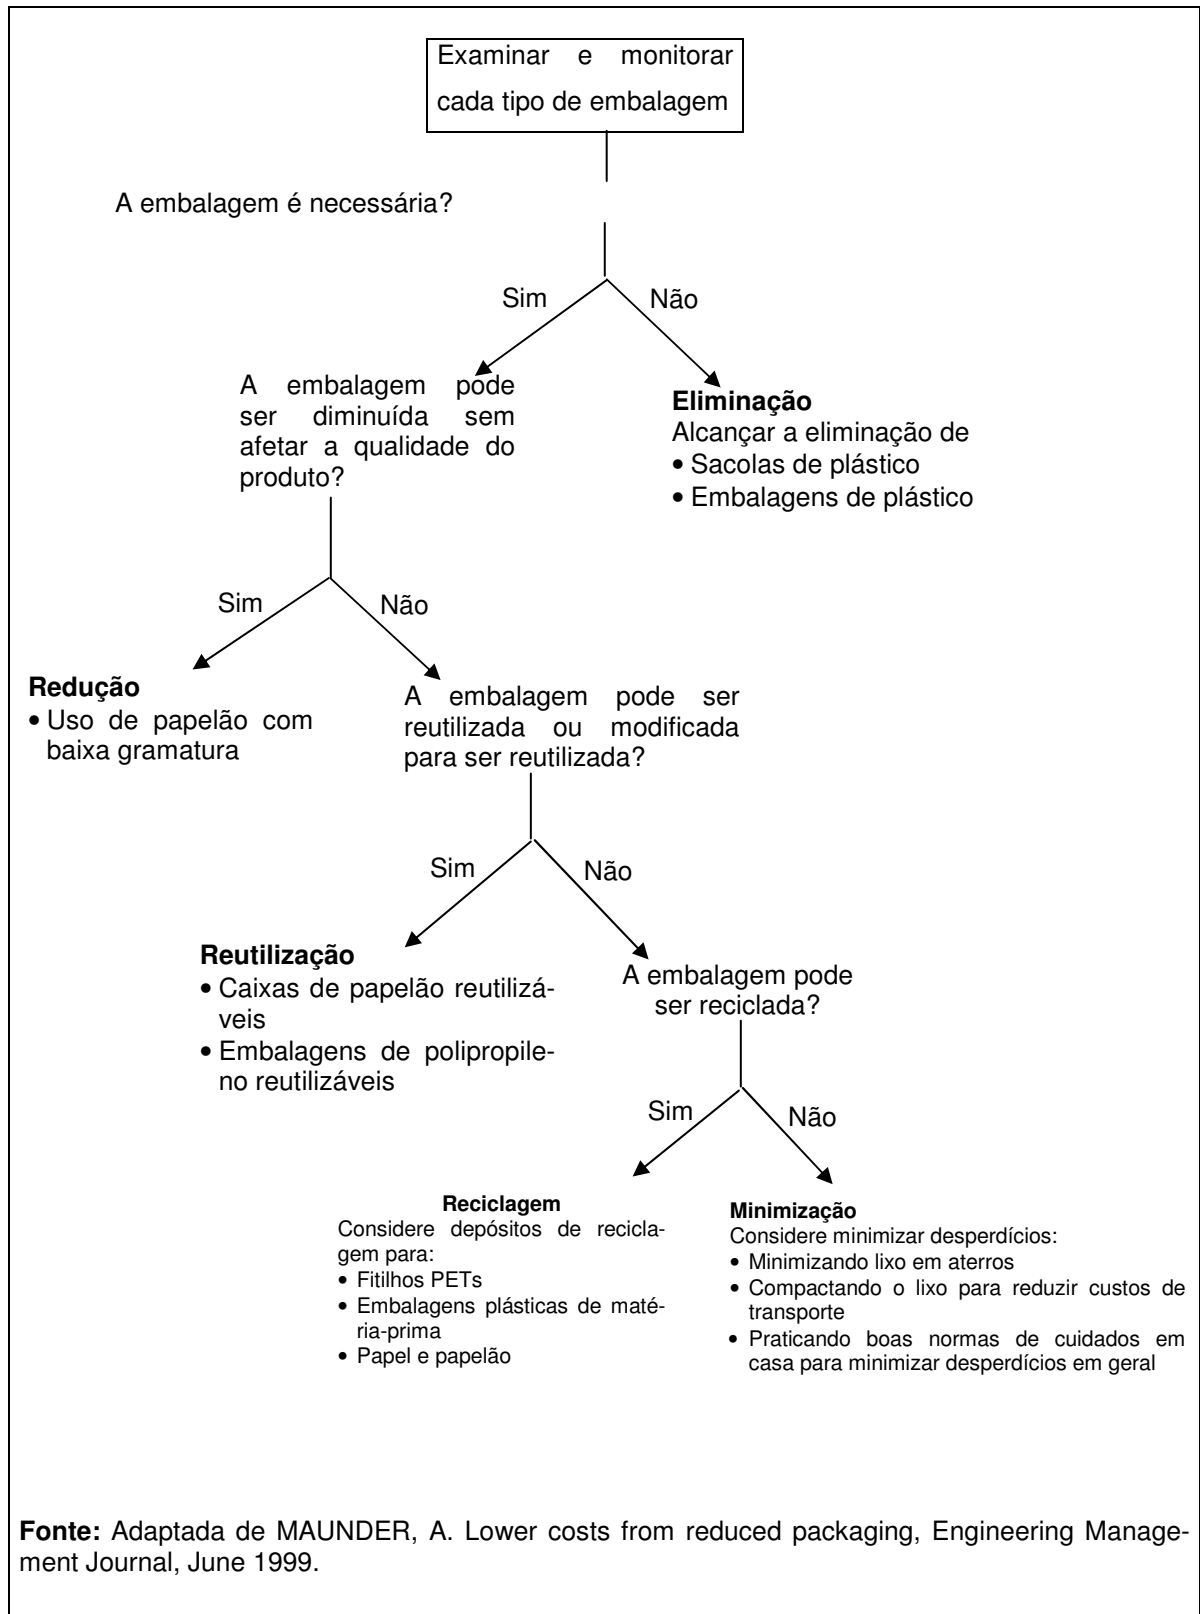 Examinar e monitorar
cada tipo de embalagem
A embalagem é necessária?
Sim
Não
A embalagem pode
ser diminuída sem
afetar a qualidade do
produto?
Eliminação
Alcançar a eliminação de
• Sacolas de plástico
• Embalagens de plástico
Sim
Não
Redução
• Uso de papelão com
baixa gramatura
A embalagem pode ser
reutilizada ou modificada
para ser reutilizada?
Sim
Não
Reutilização
• Caixas de papelão reutilizá-
veis
• Embalagens de polipropile-
no reutilizáveis
A embalagem pode
ser reciclada?
Sim
Não
Reciclagem
Considere depósitos de recicla-
gem para:
• Fitilhos PETs
• Embalagens plásticas de maté-
ria-prima
• Papel e papelão
Minimização
Considere minimizar desperdícios:
• Minimizando lixo em aterros
• Compactando o lixo para reduzir custos de
transporte
• Praticando boas normas de cuidados em
casa para minimizar desperdícios em geral
Fonte: Adaptada de MAUNDER, A. Lower costs from reduced packaging, Engineering Manage-
ment Journal, June 1999.